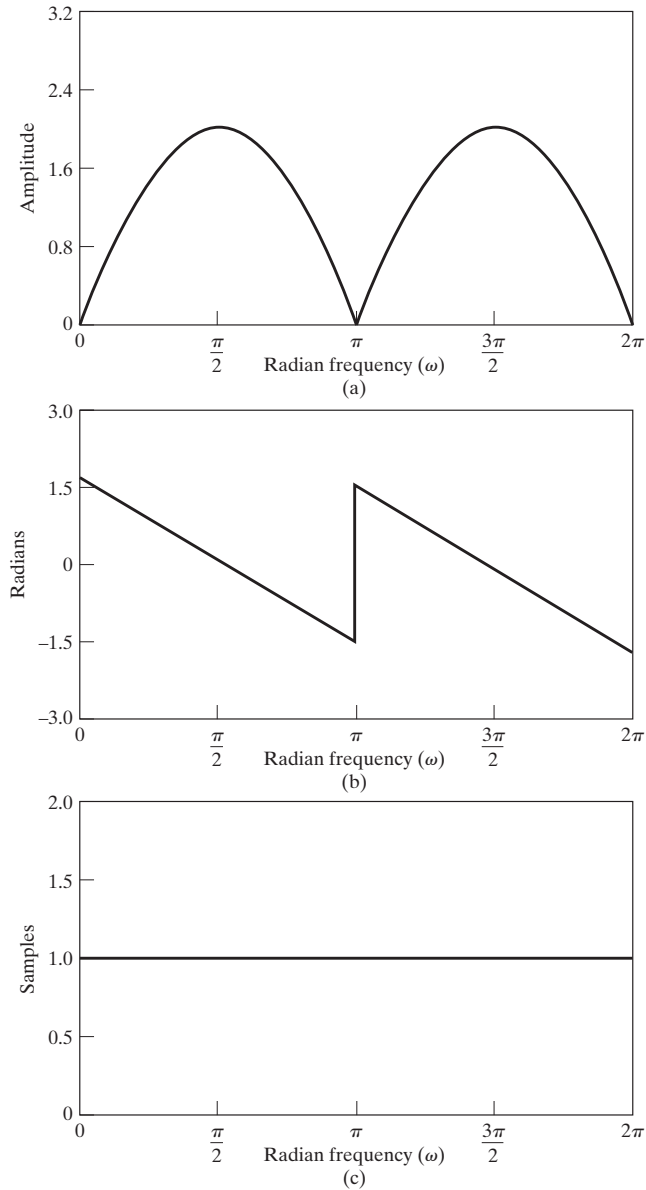 3.2
2.4
1.6
0.8
0
Amplitude
0
π/2
π
3π/2
2π
Radian frequency (ω)
(a)
3.0
1.5
0
–1.5
–3.0
Radians
0
π/2
π
3π/2
2π
Radian frequency (ω)
(b)
2.0
1.5
1.0
0.5
0
Samples
0
π/2
π
3π/2
2π
Radian frequency (ω)
(c)